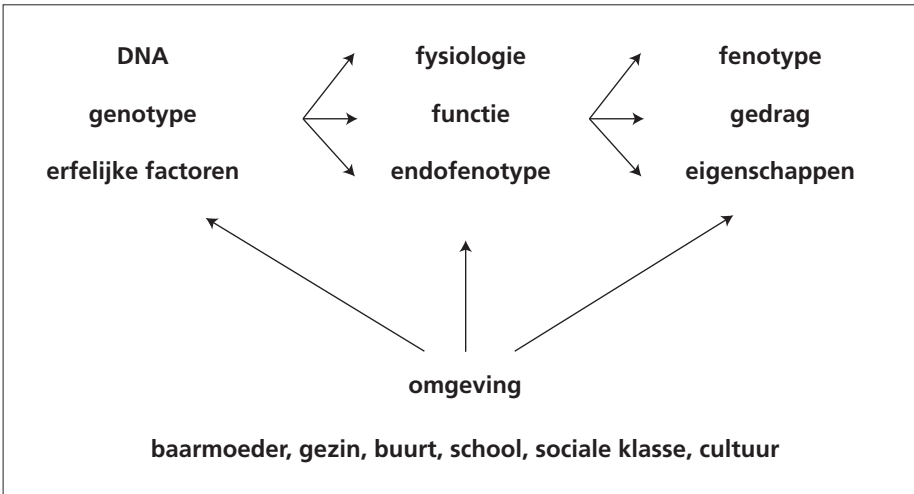 DNA fysiologie fenotype
genotype functie gedrag
erfelijke factoren endofenotype eigenschappen
omgeving
baarmoeder, gezin, buurt, school, sociale klasse, cultuur